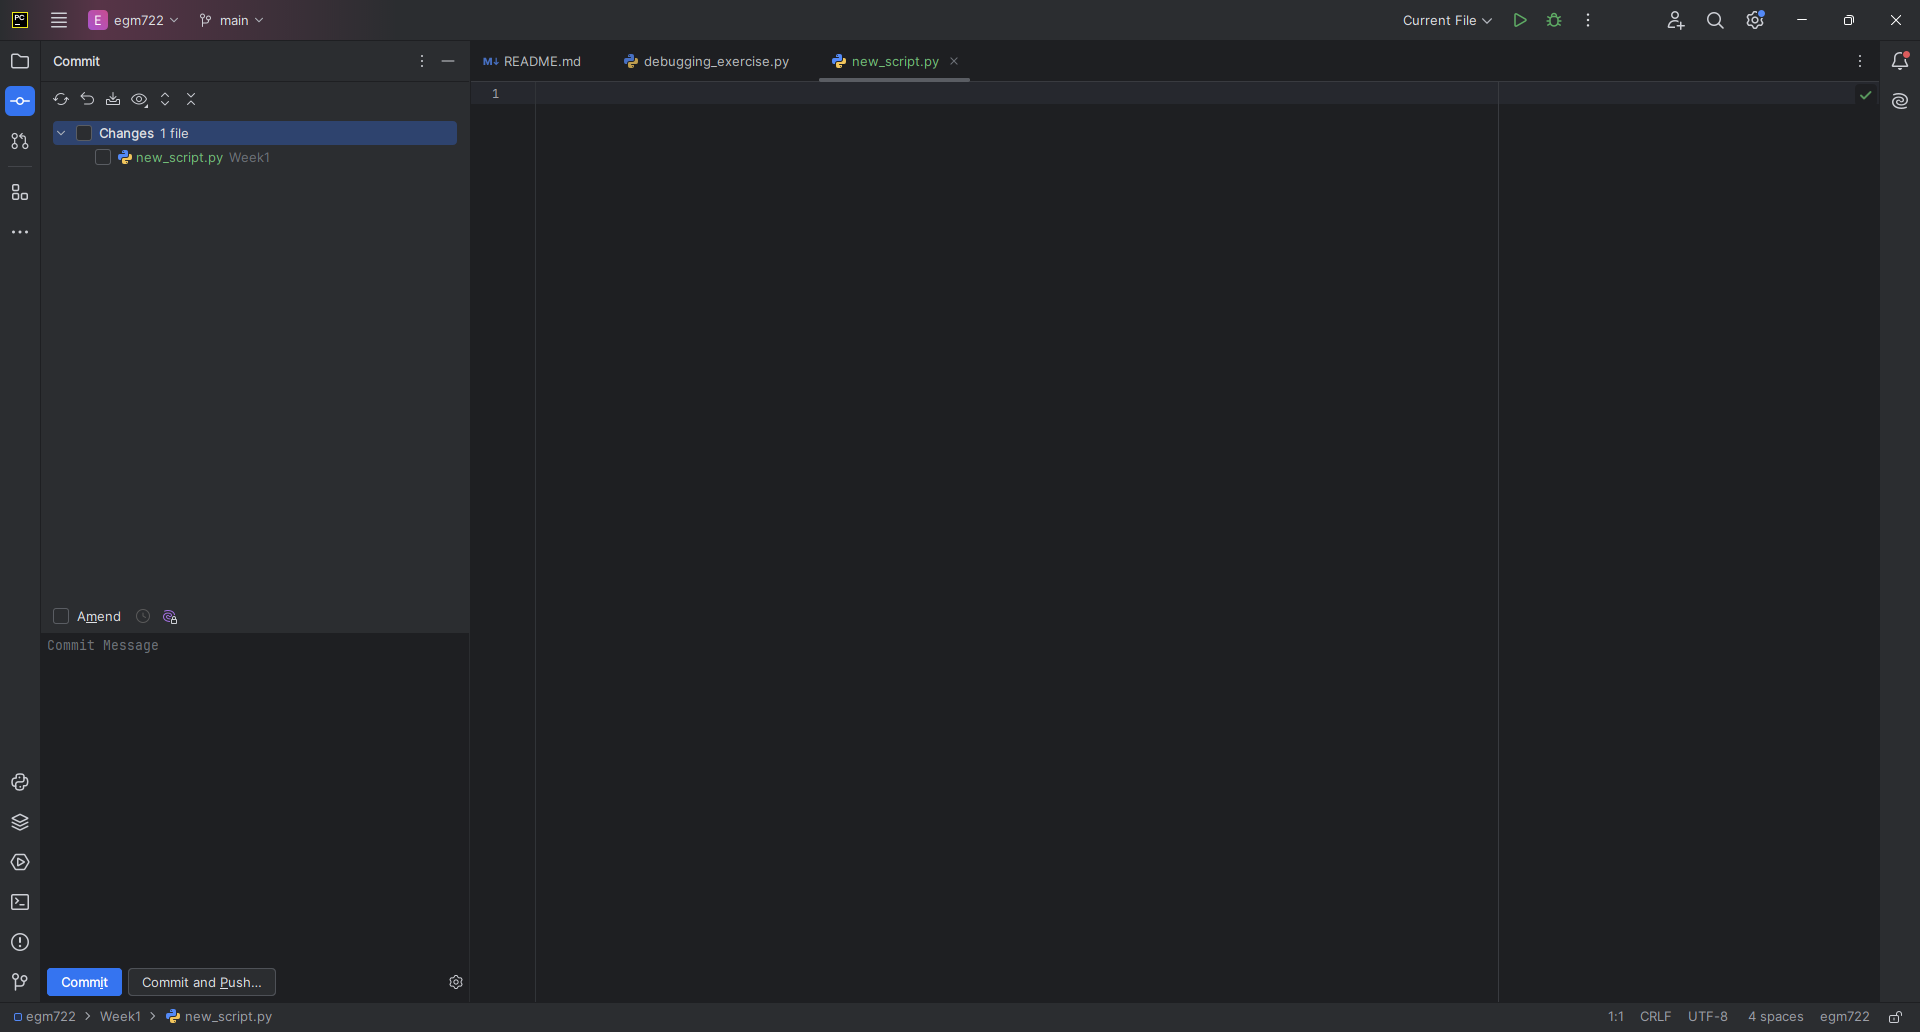 PC
E egm722 main Current File
Commit
README.md debugging_exercise.py new_script.py
1
Changes 1 file
new_script.py Week1
Amend
Commit Message
Commit Commit and Push...
egm722 Week1 new_script.py 1:1 CRLF UTF-8 4 spaces egm722